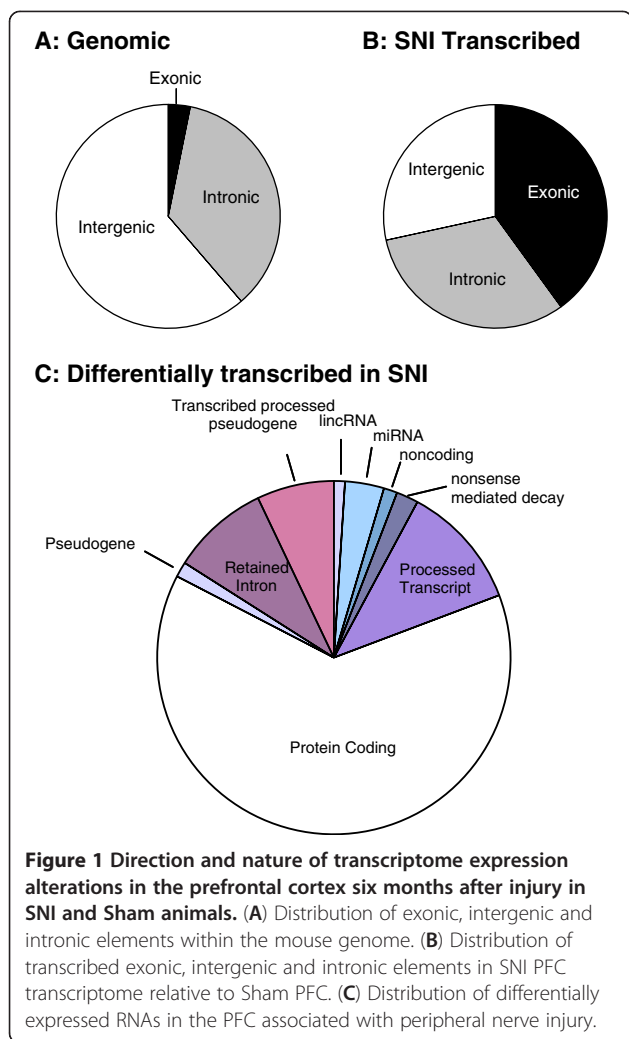 A: Genomic
B: SNI Transcribed
Exonic
Intronic
Intergenic
Intergenic
Exonic
Intronic
C: Differentially transcribed in SNI
Transcribed processed
pseudogene
lincRNA
miRNA
noncoding
nonsense
mediated decay
Pseudogene
Retained
Intron
Processed
Transcript
Protein Coding
Figure 1 Direction and nature of transcriptome expression
alterations in the prefrontal cortex six months after injury in
SNI and Sham animals. (A) Distribution of exonic, intergenic and
intronic elements within the mouse genome. (B) Distribution of
transcribed exonic, intergenic and intronic elements in SNI PFC
transcriptome relative to Sham PFC. (C) Distribution of differentially
expressed RNAs in the PFC associated with peripheral nerve injury.